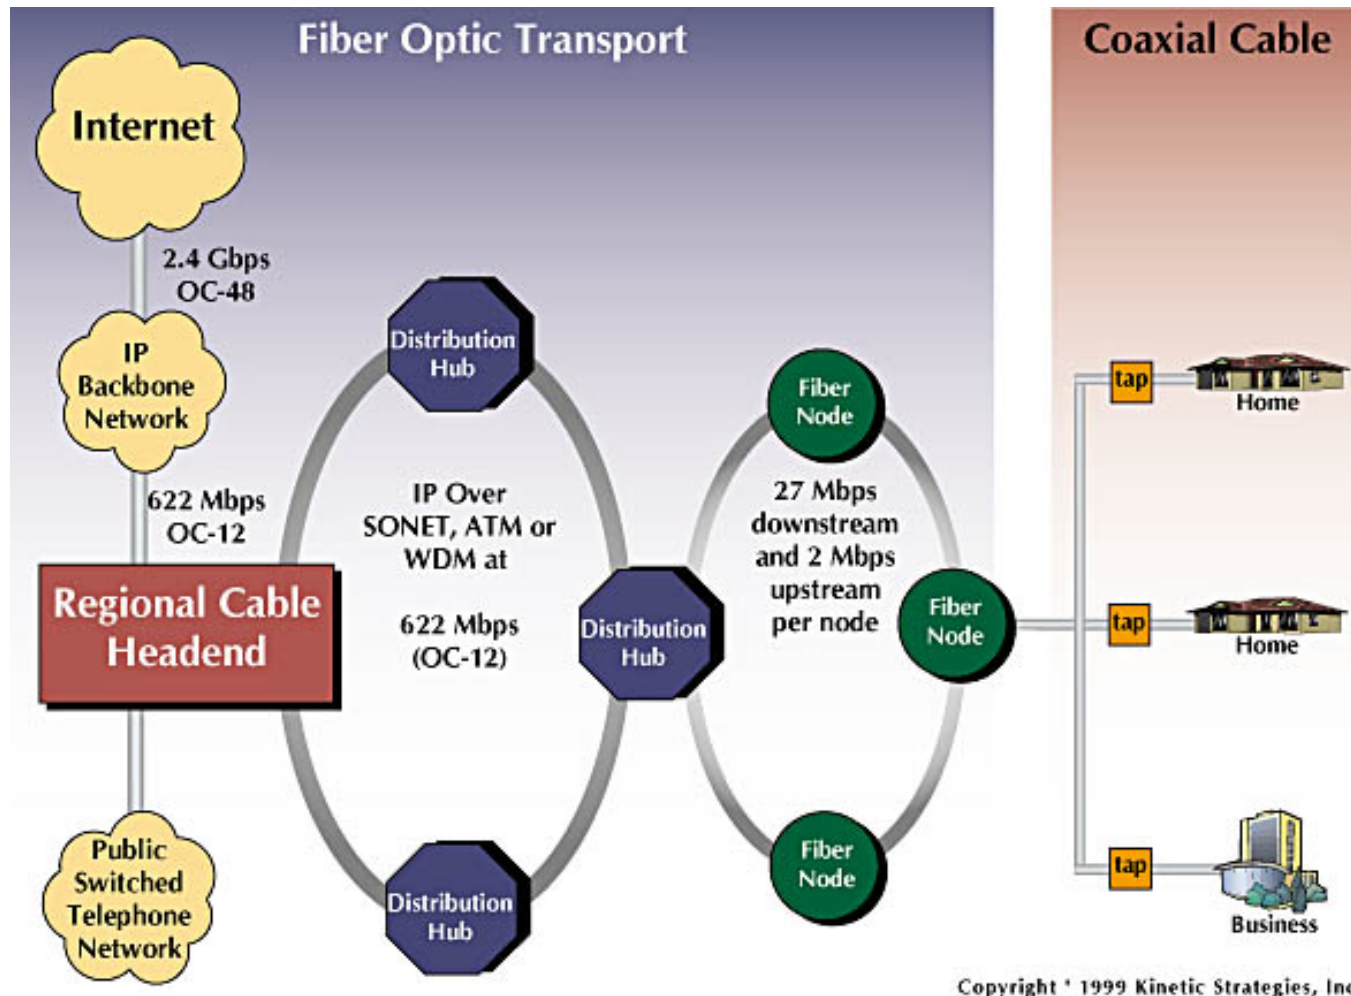 Fiber Optic Transport
Coaxial Cable
Internet
2.4 Gbps
OC-48
IP
Backbone
Network
622 Mbps
OC-12
Regional Cable
Headend
Public
Switched
Telephone
Network
Distribution
Hub
IP Over
SONET, ATM or
WDM at
622 Mbps
(OC-12)
Distribution
Hub
Distribution
Hub
Fiber
Node
27 Mbps
downstream
and 2 Mbps
upstream
per node
Fiber
Node
Fiber
Node
tap
Home
tap
Home
tap
Business
Copyright * 1999 Kinetic Strategies, Inc